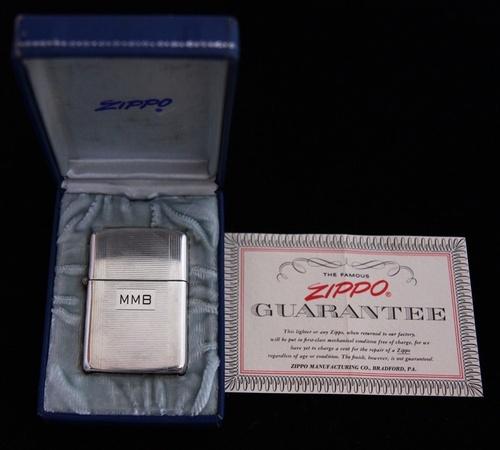 ZIPPO
MMB
THE FAMOUS
ZIPPO®
GUARANTEE
This lighter or any Zippo, when returned to our factory,
will be put in first-class mechanical condition free of charge, for we
have yet to charge a cent for the repair of a Zippo
regardless of age or condition. The finish, however, is not guaranteed.
ZIPPO MANUFACTURING CO., BRADFORD, PA.